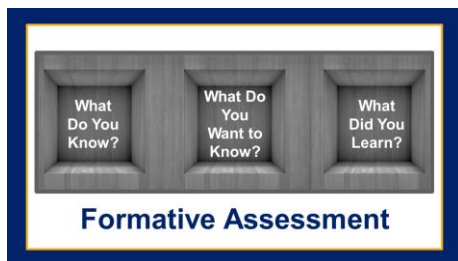 What
Do You
Know?
What Do
You
Want to
Know?
What
Did You
Learn?
Formative Assessment